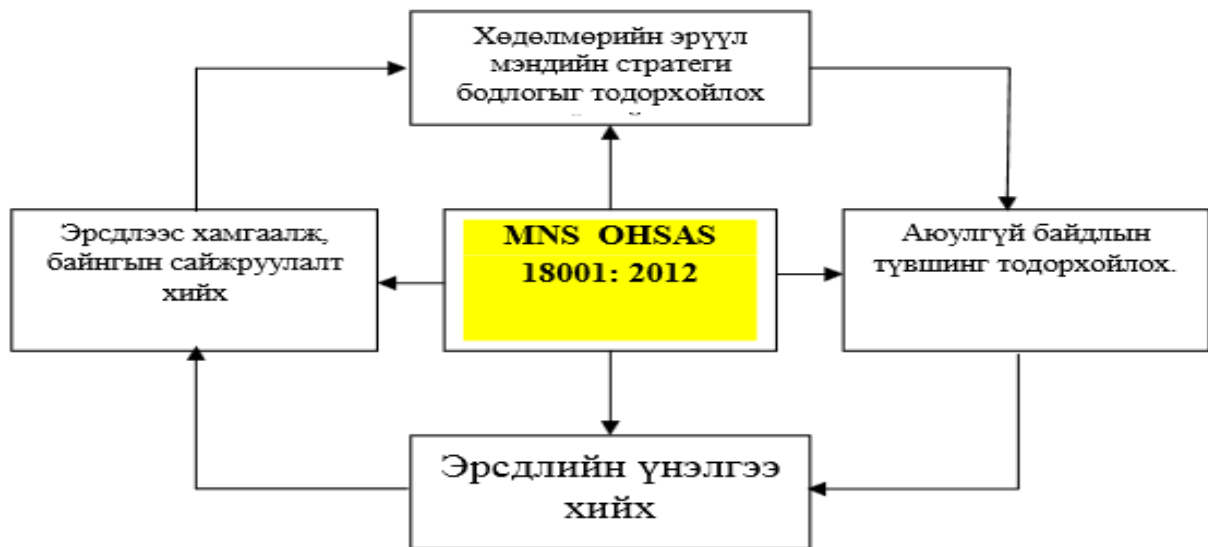 Хөдөлмөрийн эрүүл
мэндийн стратеги
бодлогыг тодорхойлох
Эрсдлээс хамгаалж,
байнгын сайжруулалт
хийх
MNS OHSAS
18001: 2012
Аюулгүй байдлын
түвшинг тодорхойлох.
Эрсдлийн үнэлгээ
хийх